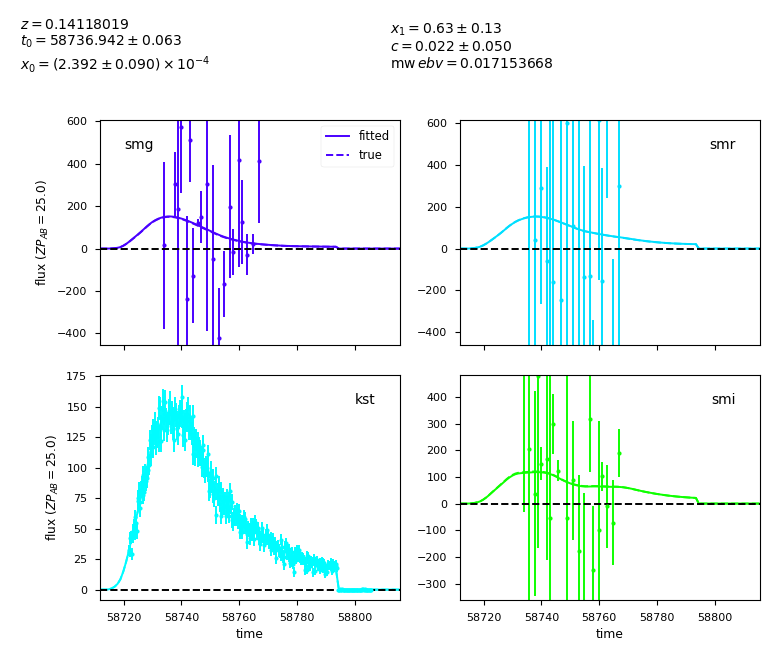 z = 0.14118019
t₀ = 58736.942 ± 0.063
x₀ = (2.392 ± 0.090) × 10⁻⁴
x₁ = 0.63 ± 0.13
c = 0.022 ± 0.050
mw ebv = 0.017153668
600
400
200
0
−200
−400
flux (ZP_AB = 25.0)
smg
fitted
true
600
400
200
0
−200
−400
smr
175
150
125
100
75
50
25
0
flux (ZP_AB = 25.0)
kst
58720 58740 58760 58780 58800
time
400
300
200
100
0
−100
−200
−300
smi
58720 58740 58760 58780 58800
time